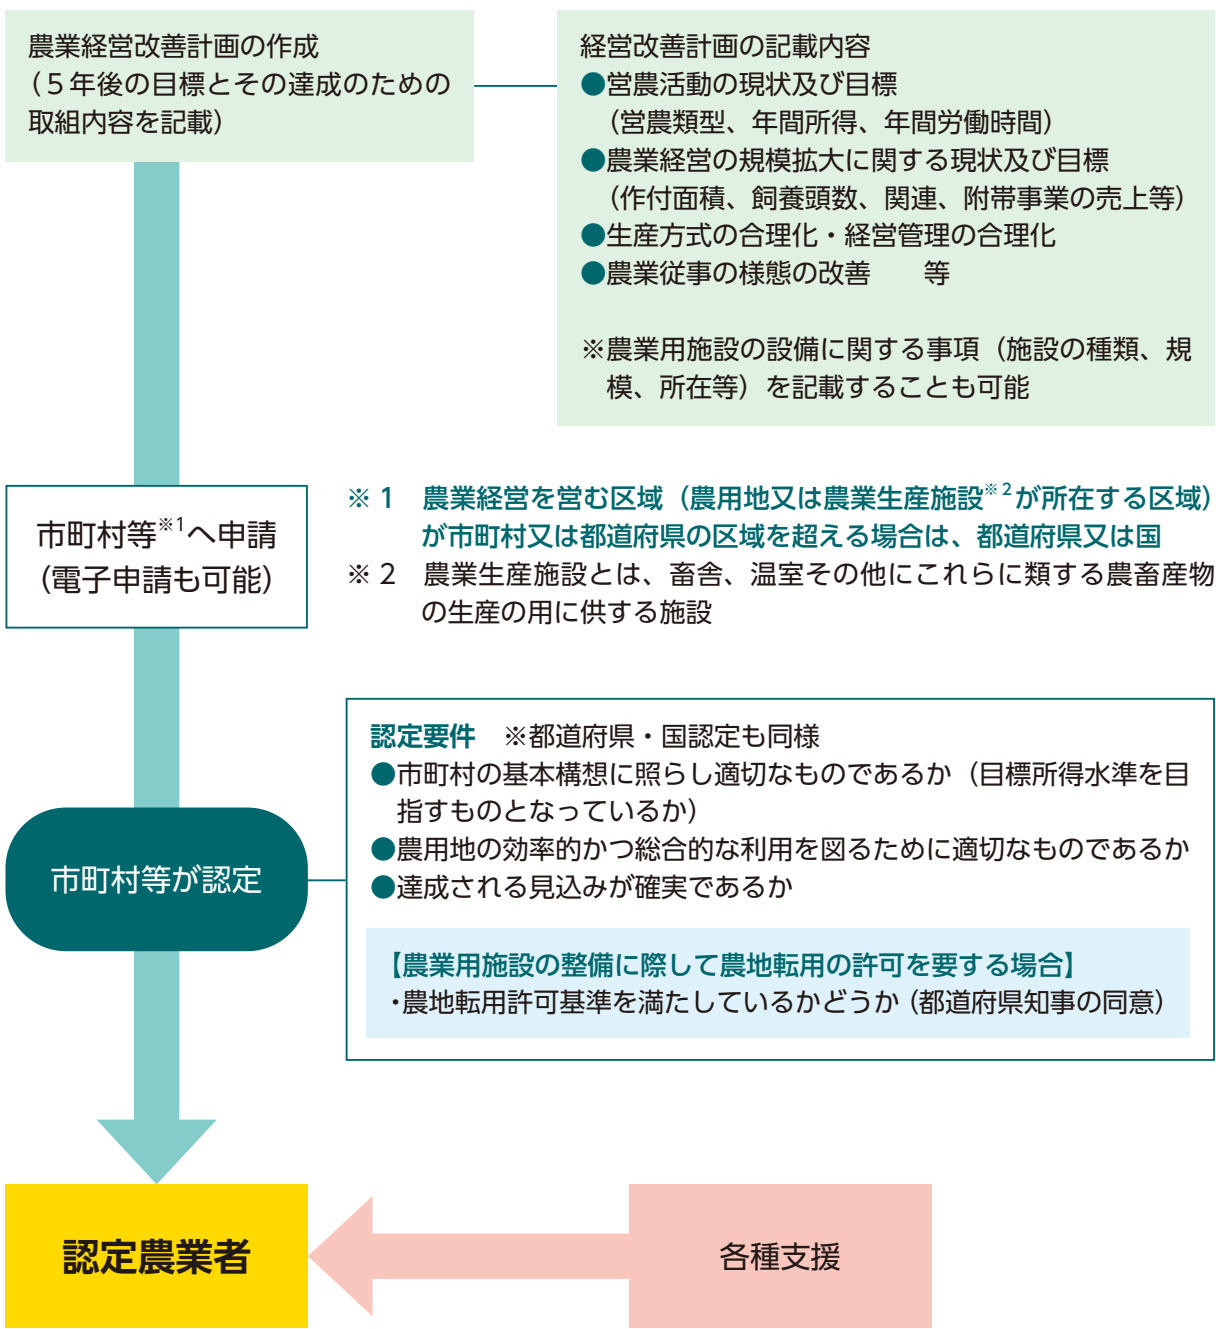 農業経営改善計画の作成
（５年後の目標とその達成のための
取組内容を記載）
経営改善計画の記載内容
●営農活動の現状及び目標
（営農類型、年間所得、年間労働時間）
●農業経営の規模拡大に関する現状及び目標
（作付面積、飼養頭数、関連、附帯事業の売上等）
●生産方式の合理化・経営管理の合理化
●農業従事の様態の改善　　等
※農業用施設の設備に関する事項（施設の種類、規
模、所在等）を記載することも可能
市町村等※1へ申請
（電子申請も可能）
※１　農業経営を営む区域（農用地又は農業生産施設※２が所在する区域）
が市町村又は都道府県の区域を超える場合は、都道府県又は国
※２　農業生産施設とは、畜舎、温室その他にこれらに類する農畜産物
の生産の用に供する施設
市町村等が認定
認定要件　※都道府県・国認定も同様
●市町村の基本構想に照らし適切なものであるか（目標所得水準を目
指すものとなっているか）
●農用地の効率的かつ総合的な利用を図るために適切なものであるか
●達成される見込みが確実であるか
【農業用施設の整備に際して農地転用の許可を要する場合】
・農地転用許可基準を満たしているかどうか（都道府県知事の同意）
認定農業者
各種支援